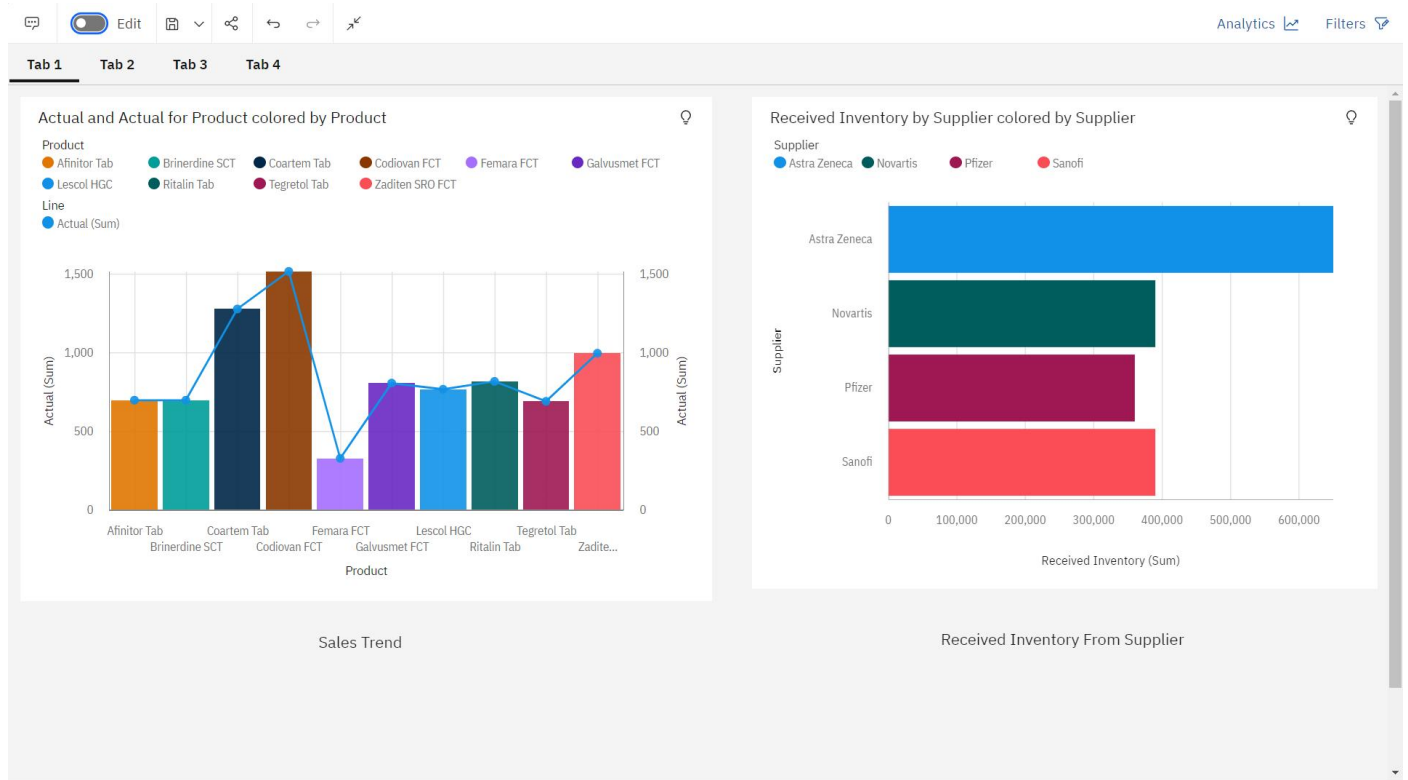 Edit
Analytics
Filters
Tab 1 Tab 2 Tab 3 Tab 4
Actual and Actual for Product colored by Product
Product
Afinitor Tab Brinerdine SCT Coartem Tab Codiovan FCT Femara FCT Galvusmet FCT
Lescol HGC Ritalin Tab Tegretol Tab Zaditen SRO FCT
Line
Actual (Sum)
1,500
1,000
500
0
Actual (Sum)
1,500
1,000
500
0
Actual (Sum)
Afinitor Tab Coartem Tab Femara FCT Lescol HGC Tegretol Tab
Brinerdine SCT Codiovan FCT Galvusmet FCT Ritalin Tab Zadite...
Product
Sales Trend
Received Inventory by Supplier colored by Supplier
Supplier
Astra Zeneca Novartis Pfizer Sanofi
Supplier
Astra Zeneca
Novartis
Pfizer
Sanofi
0 100,000 200,000 300,000 400,000 500,000 600,000
Received Inventory (Sum)
Received Inventory From Supplier